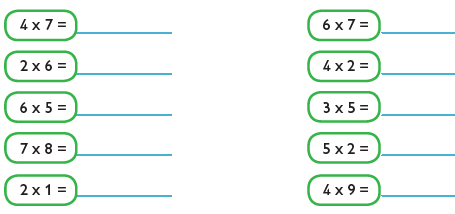 4 x 7 =
6 x 7 =
2 x 6 =
4 x 2 =
6 x 5 =
3 x 5 =
7 x 8 =
5 x 2 =
2 x 1 =
4 x 9 =